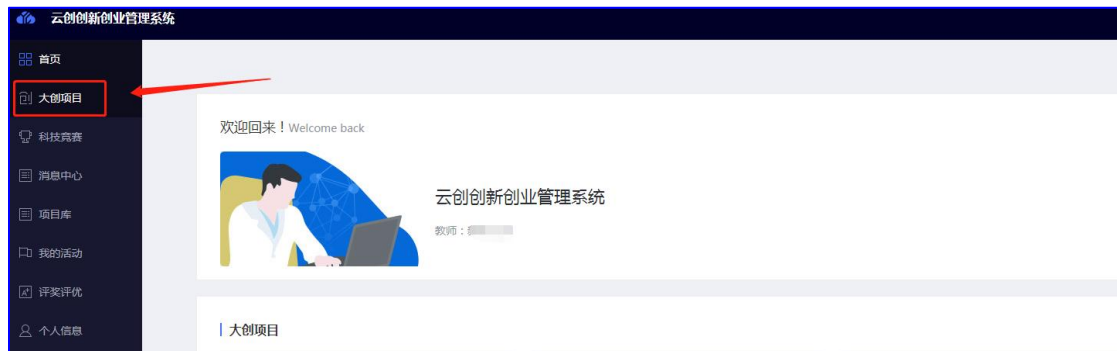 云创创新创业管理系统
首页
大创项目
科技竞赛
消息中心
项目库
我的活动
评奖评优
个人信息
欢迎回来！Welcome back
云创创新创业管理系统
教师：
大创项目